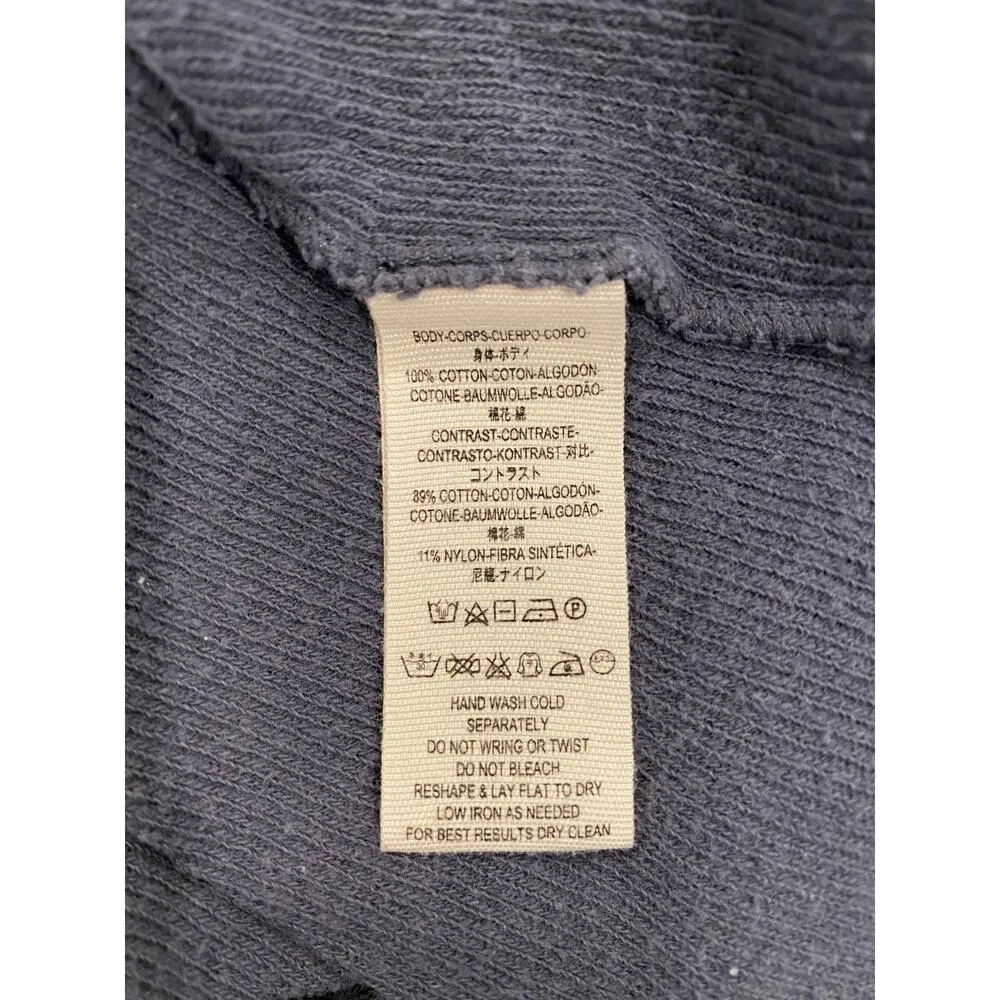 BODY-CORPS-CUERPO-CORPO-
身体-ボディ
100% COTTON-COTON-ALGODÓN-
COTONE-BAUMWOLLE-ALGODÃO-
棉花-綿
CONTRAST-CONTRASTE-
CONTRASTO-KONTRAST-对比-
コントラスト
89% COTTON-COTON-ALGODÓN-
COTONE-BAUMWOLLE-ALGODÃO-
棉花-綿
11% NYLON-FIBRA SINTÉTICA-
尼龍-ナイロン
P
HAND WASH COLD
SEPARATELY
DO NOT WRING OR TWIST
DO NOT BLEACH
RESHAPE & LAY FLAT TO DRY
LOW IRON AS NEEDED
FOR BEST RESULTS DRY CLEAN